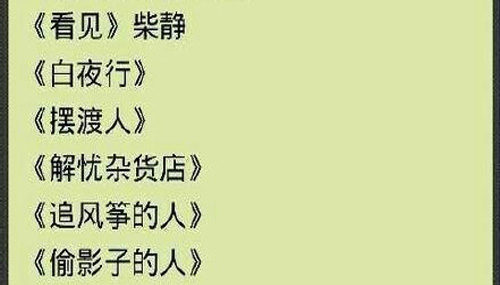 《看见》柴静
《白夜行》
《摆渡人》
《解忧杂货店》
《追风筝的人》
《偷影子的人》